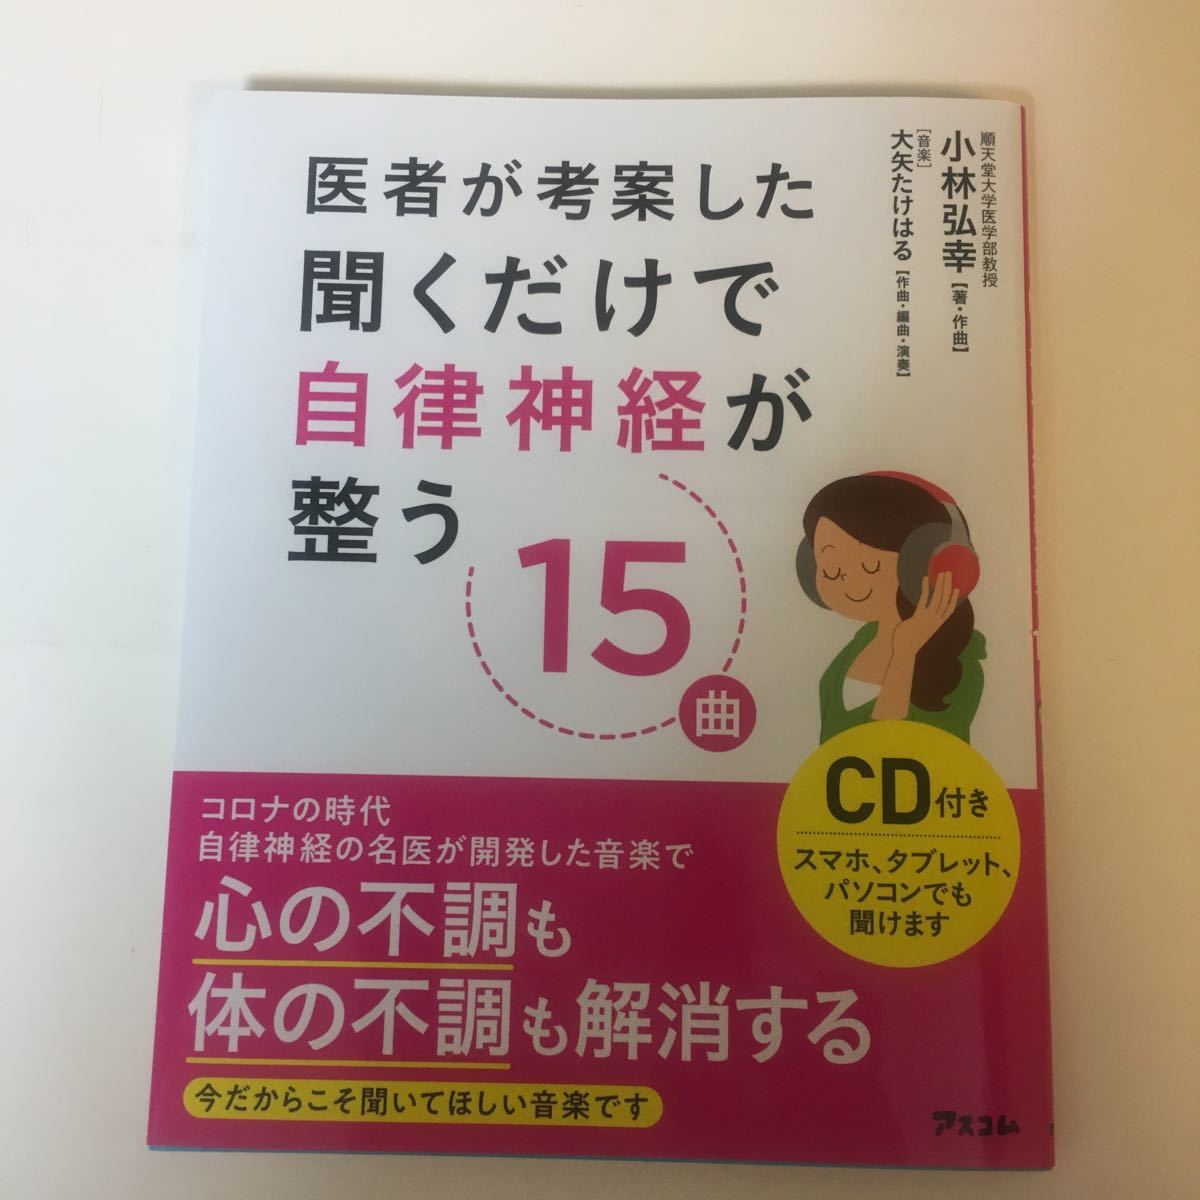 順天堂大学医学部教授
小林弘幸【著・作曲】
[音楽]
大矢たけはる【作曲・編曲・演奏】
医者が考案した
聞くだけで
自律神経が
整う
15
曲
CD付き
スマホ、タブレット、
パソコンでも
聞けます
コロナの時代
自律神経の名医が開発した音楽で
心の不調も
体の不調も解消する
今だからこそ聞いてほしい音楽です
アスコム